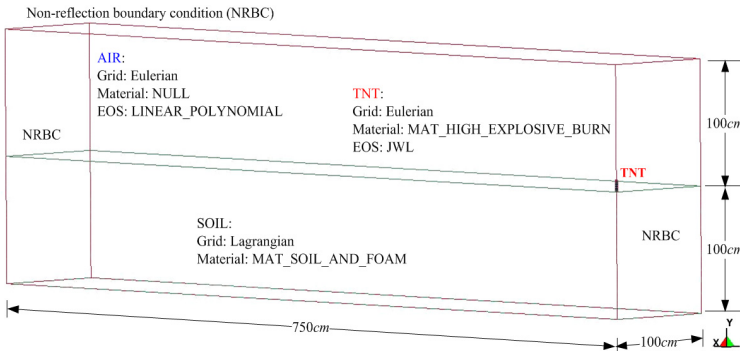 Non-reflection boundary condition (NRBC)
AIR:
Grid: Eulerian
Material: NULL
EOS: LINEAR_POLYNOMIAL
TNT:
Grid: Eulerian
Material: MAT_HIGH_EXPLOSIVE_BURN
EOS: JWL
NRBC
100cm
TNT
SOIL:
Grid: Lagrangian
Material: MAT_SOIL_AND_FOAM
NRBC
100cm
750cm
100cm
Y
X